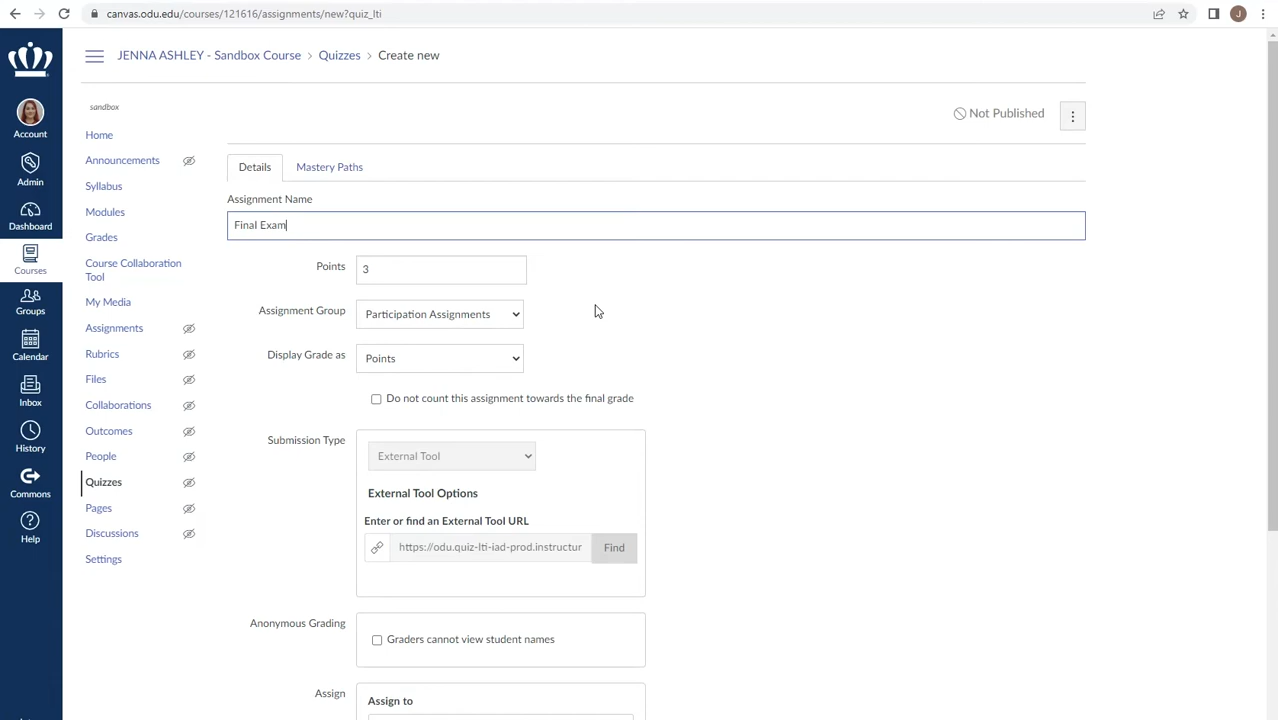 canvas.odu.edu/courses/121616/assignments/new?quiz_lti
J
JENNA ASHLEY - Sandbox Course > Quizzes > Create new
sandbox
Not Published
Account
Admin
Dashboard
Courses
Groups
Calendar
Inbox
History
Commons
Help
Home
Announcements
Syllabus
Modules
Grades
Course Collaboration
Tool
My Media
Assignments
Rubrics
Files
Collaborations
Outcomes
People
Quizzes
Pages
Discussions
Settings
Details
Mastery Paths
Assignment Name
Final Exam
Points
3
Assignment Group
Participation Assignments
Display Grade as
Points
Do not count this assignment towards the final grade
Submission Type
External Tool
External Tool Options
Enter or find an External Tool URL
https://odu.quiz-lti-iad-prod.instructur
Find
Anonymous Grading
Graders cannot view student names
Assign
Assign to